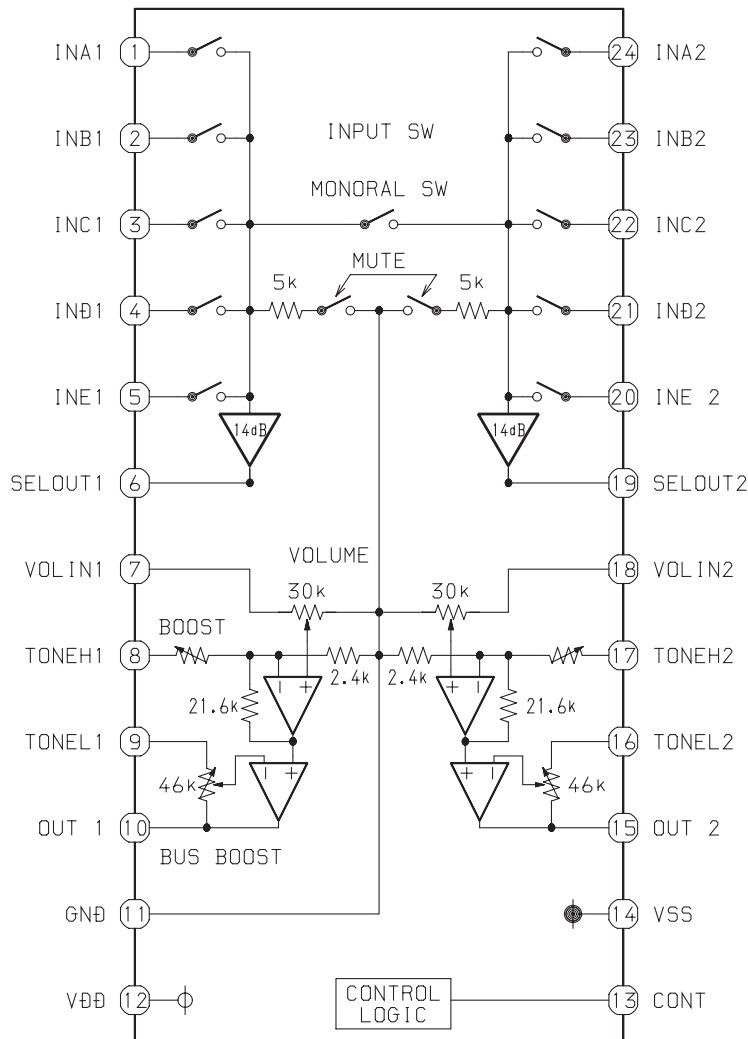 INA1 1 24 INA2
INB1 2 INPUT SW 23 INB2
MONORAL SW
INC1 3 22 INC2
MUTE
5k 5k
IND1 4 21 IND2
INE1 5 20 INE 2
14dB 14dB
SELOUT1 6 19 SELOUT2
VOLUME
VOLIN1 7 18 VOLIN2
30k 30k
BOOST
TONEH1 8 17 TONEH2
2.4k 2.4k
- + + -
21.6k 21.6k
TONEL1 9 16 TONEL2
- + + -
46k 46k
OUT 1 10 15 OUT 2
BUS BOOST
GND 11 14 VSS
VDD 12 CONTROL 13 CONT
LOGIC